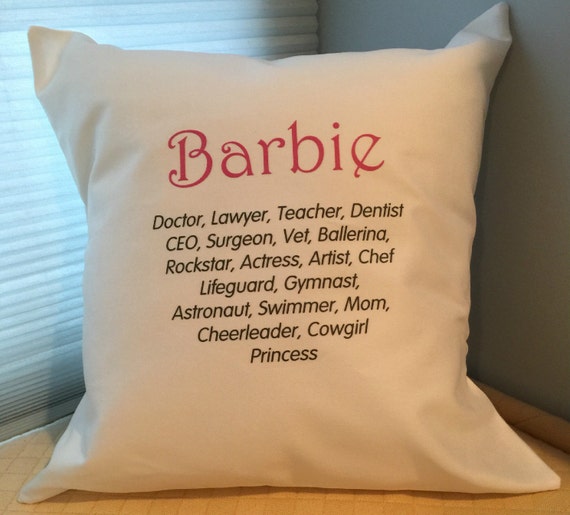 Barbie
Doctor, Lawyer, Teacher, Dentist
CEO, Surgeon, Vet, Ballerina,
Rockstar, Actress, Artist, Chef
Lifeguard, Gymnast,
Astronaut, Swimmer, Mom,
Cheerleader, Cowgirl
Princess